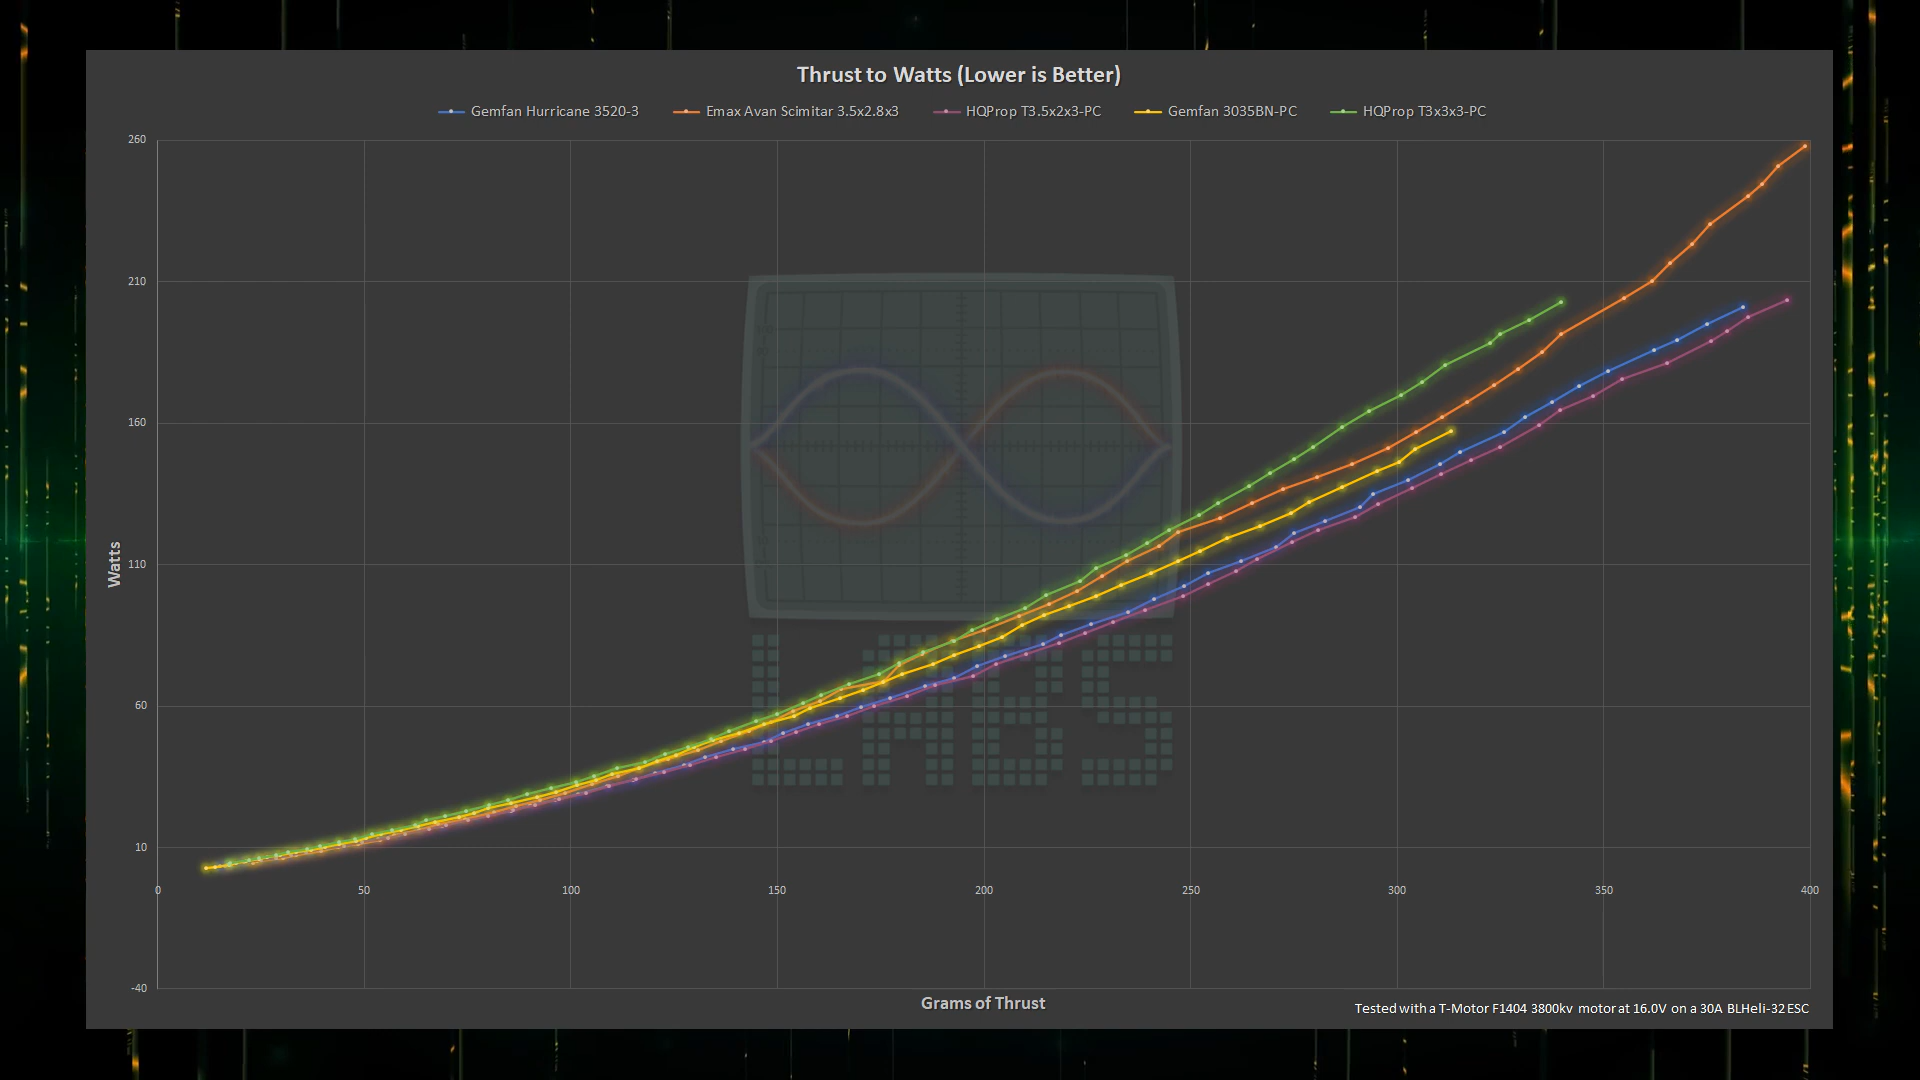 Thrust to Watts (Lower is Better)
Gemfan Hurricane 3520-3 Emax Avan Scimitar 3.5x2.8x3 HQProp T3.5x2x3-PC Gemfan 3035BN-PC HQProp T3x3x3-PC
260
210
160
110
60
10
-40
Watts
0 50 100 150 200 250 300 350 400
LABS
Grams of Thrust
Tested with a T-Motor F1404 3800kv motor at 16.0V on a 30A BLHeli-32 ESC